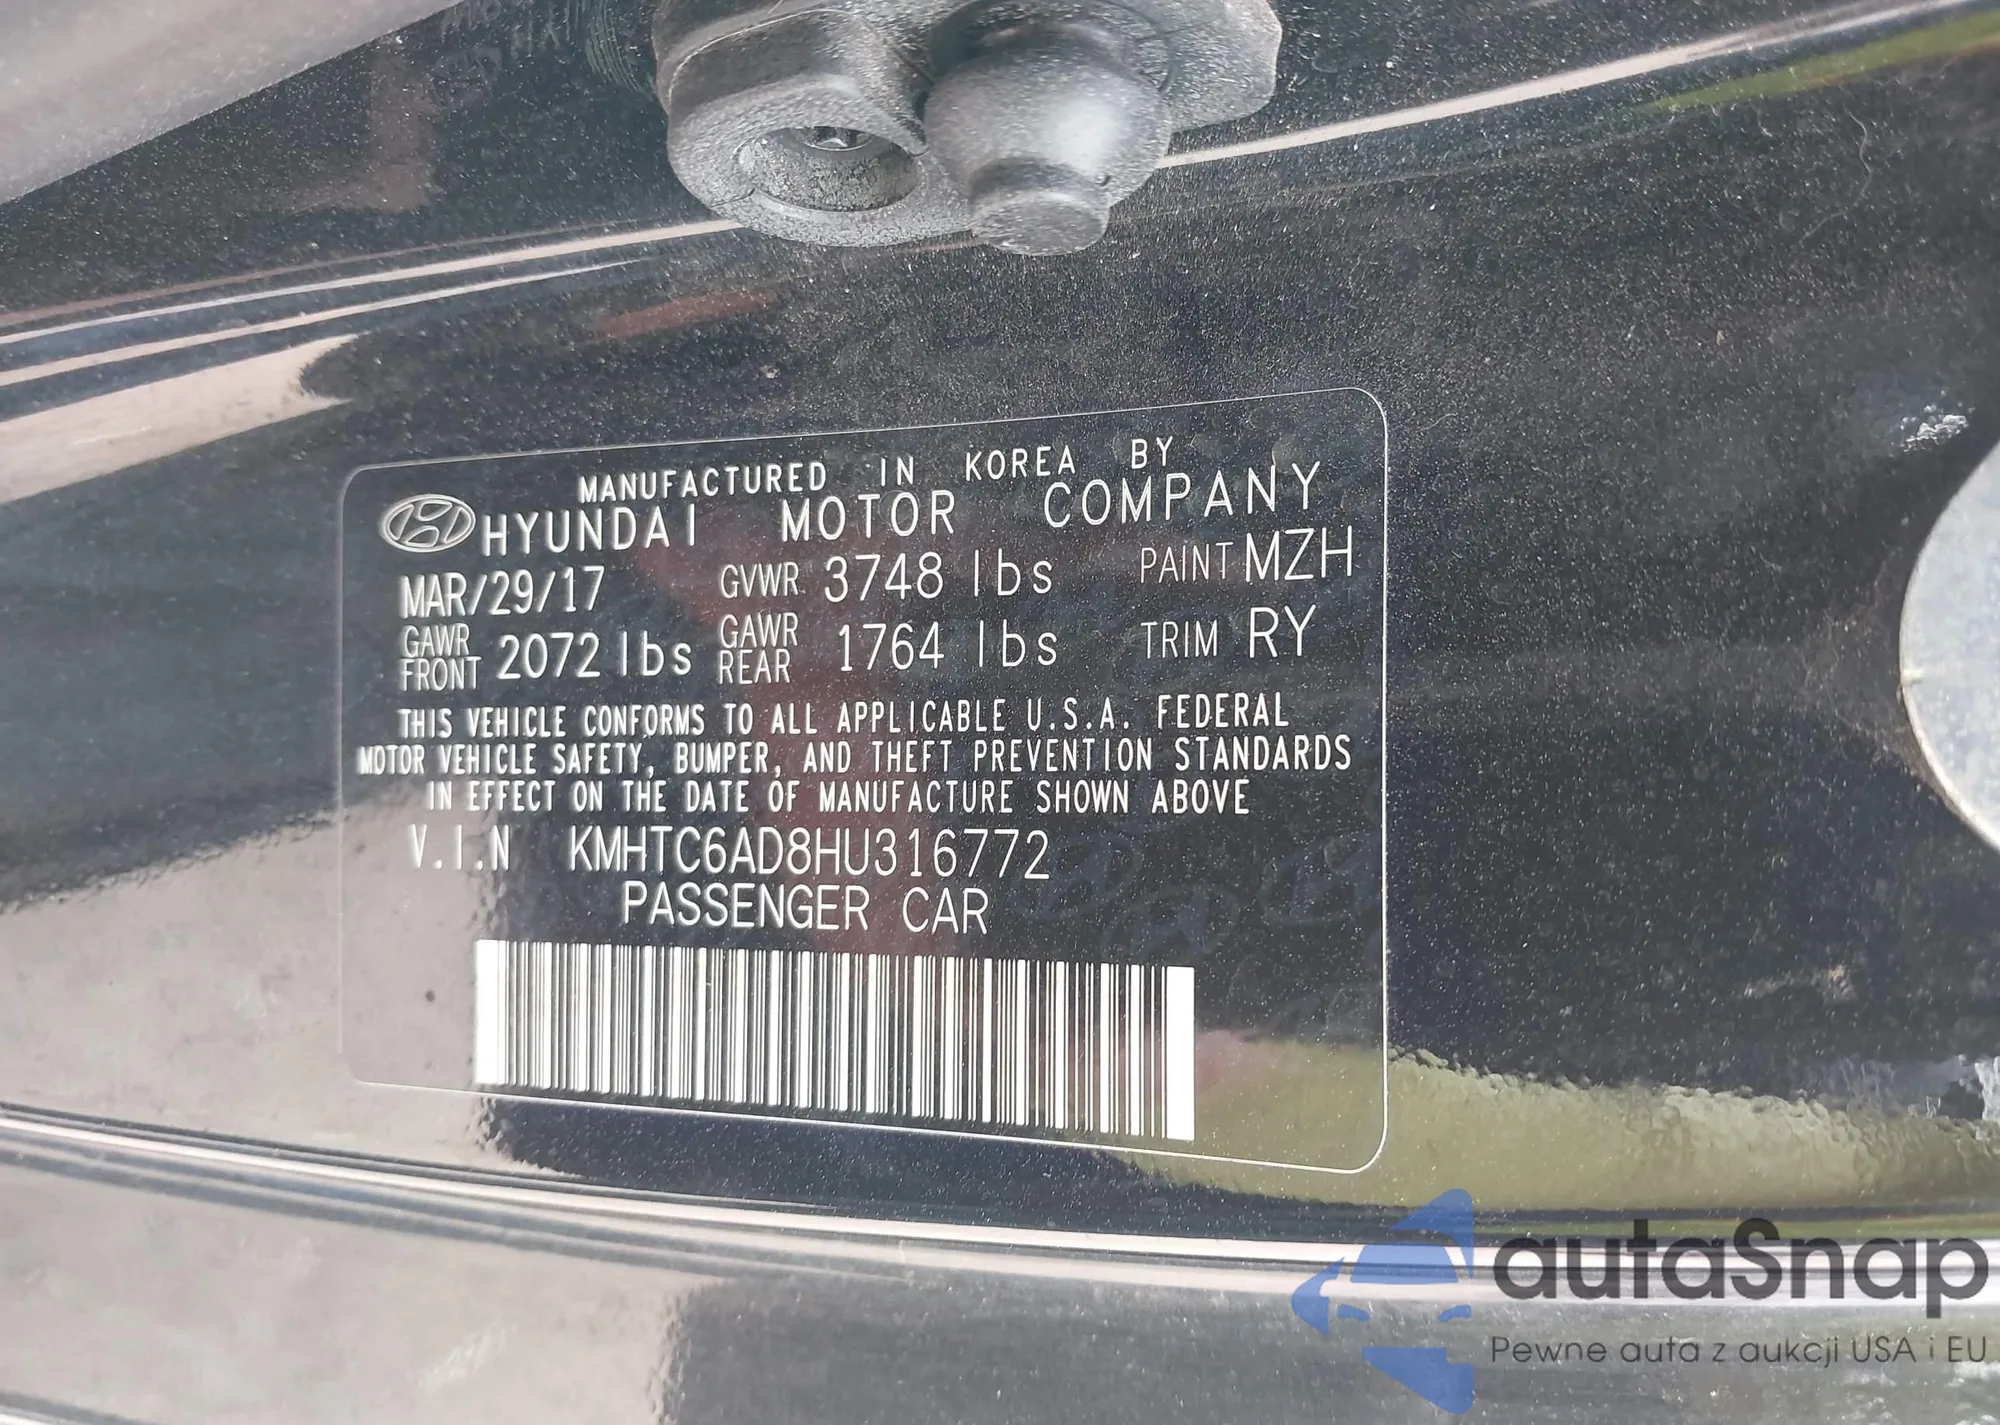 MANUFACTURED IN KOREA BY
HYUNDAI MOTOR COMPANY
MAR/29/17 GVWR 3748 lbs PAINT MZH
GAWR FRONT 2072 lbs GAWR REAR 1764 lbs TRIM RY
THIS VEHICLE CONFORMS TO ALL APPLICABLE U.S.A. FEDERAL
MOTOR VEHICLE SAFETY, BUMPER, AND THEFT PREVENTION STANDARDS
IN EFFECT ON THE DATE OF MANUFACTURE SHOWN ABOVE
V.I.N KMHTC6AD8HU316772
PASSENGER CAR
autaSnap
Pewne auta z aukcji USA i EU